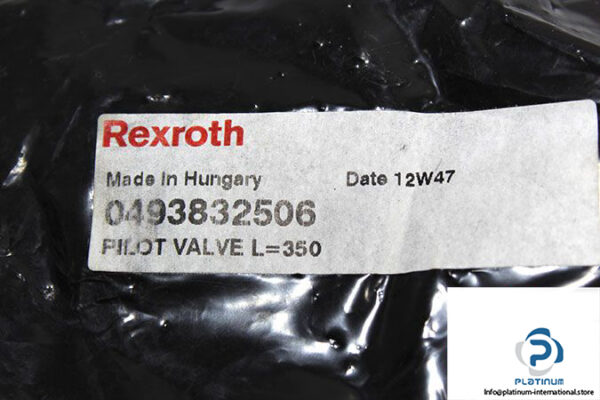 Rexroth
Made in Hungary Date 12W47
0493832506
PILOT VALVE L=350
PLATINUM
Info@platinum-international.store